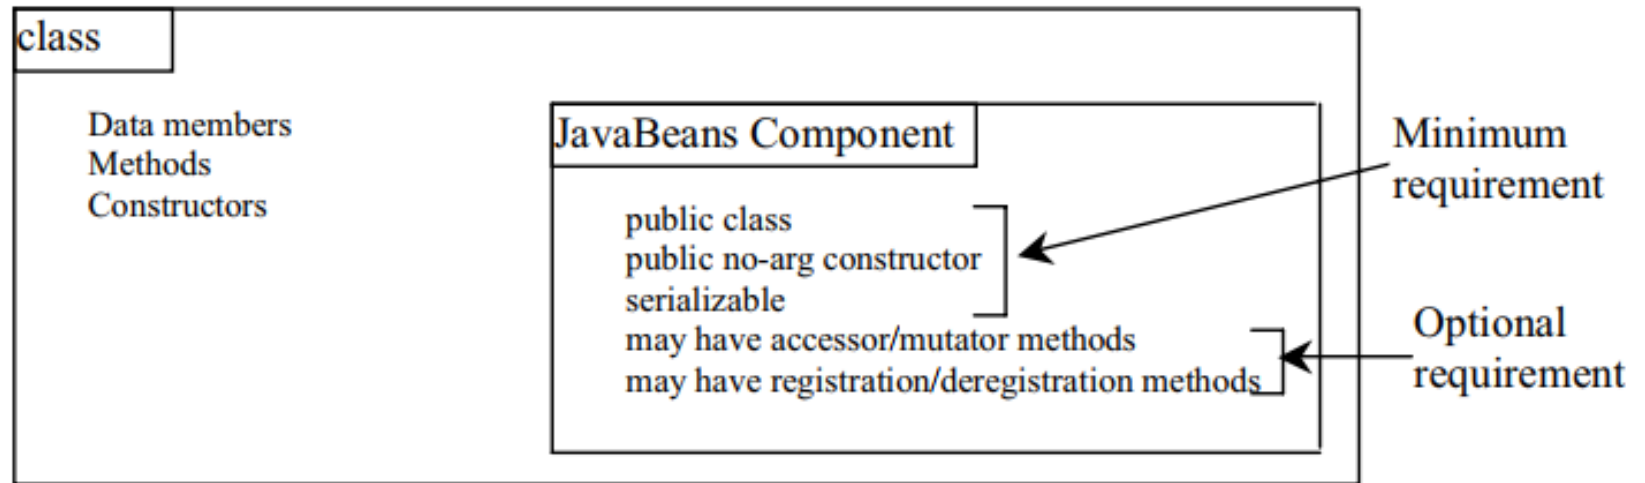 class
Data members
Methods
Constructors
JavaBeans Component
public class
public no-arg constructor
serializable
may have accessor/mutator methods
may have registration/deregistration methods
Minimum
requirement
Optional
requirement